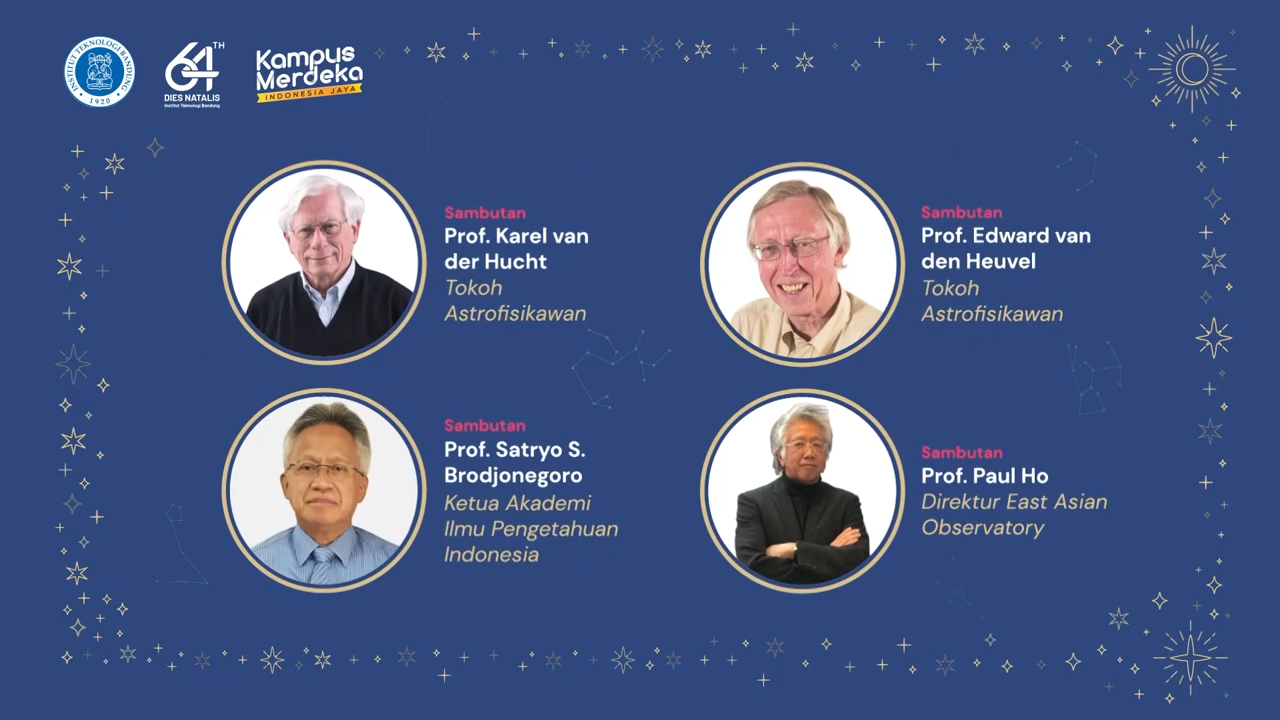 INSTITUT TEKNOLOGI BANDUNG
1920
64TH
DIES NATALIS
Institut Teknologi Bandung
Kampus
Merdeka
INDONESIA JAYA
Sambutan
Prof. Karel van
der Hucht
Tokoh
Astrofisikawan
Sambutan
Prof. Edward van
den Heuvel
Tokoh
Astrofisikawan
Sambutan
Prof. Satryo S.
Brodjonegoro
Ketua Akademi
Ilmu Pengetahuan
Indonesia
Sambutan
Prof. Paul Ho
Direktur East Asian
Observatory